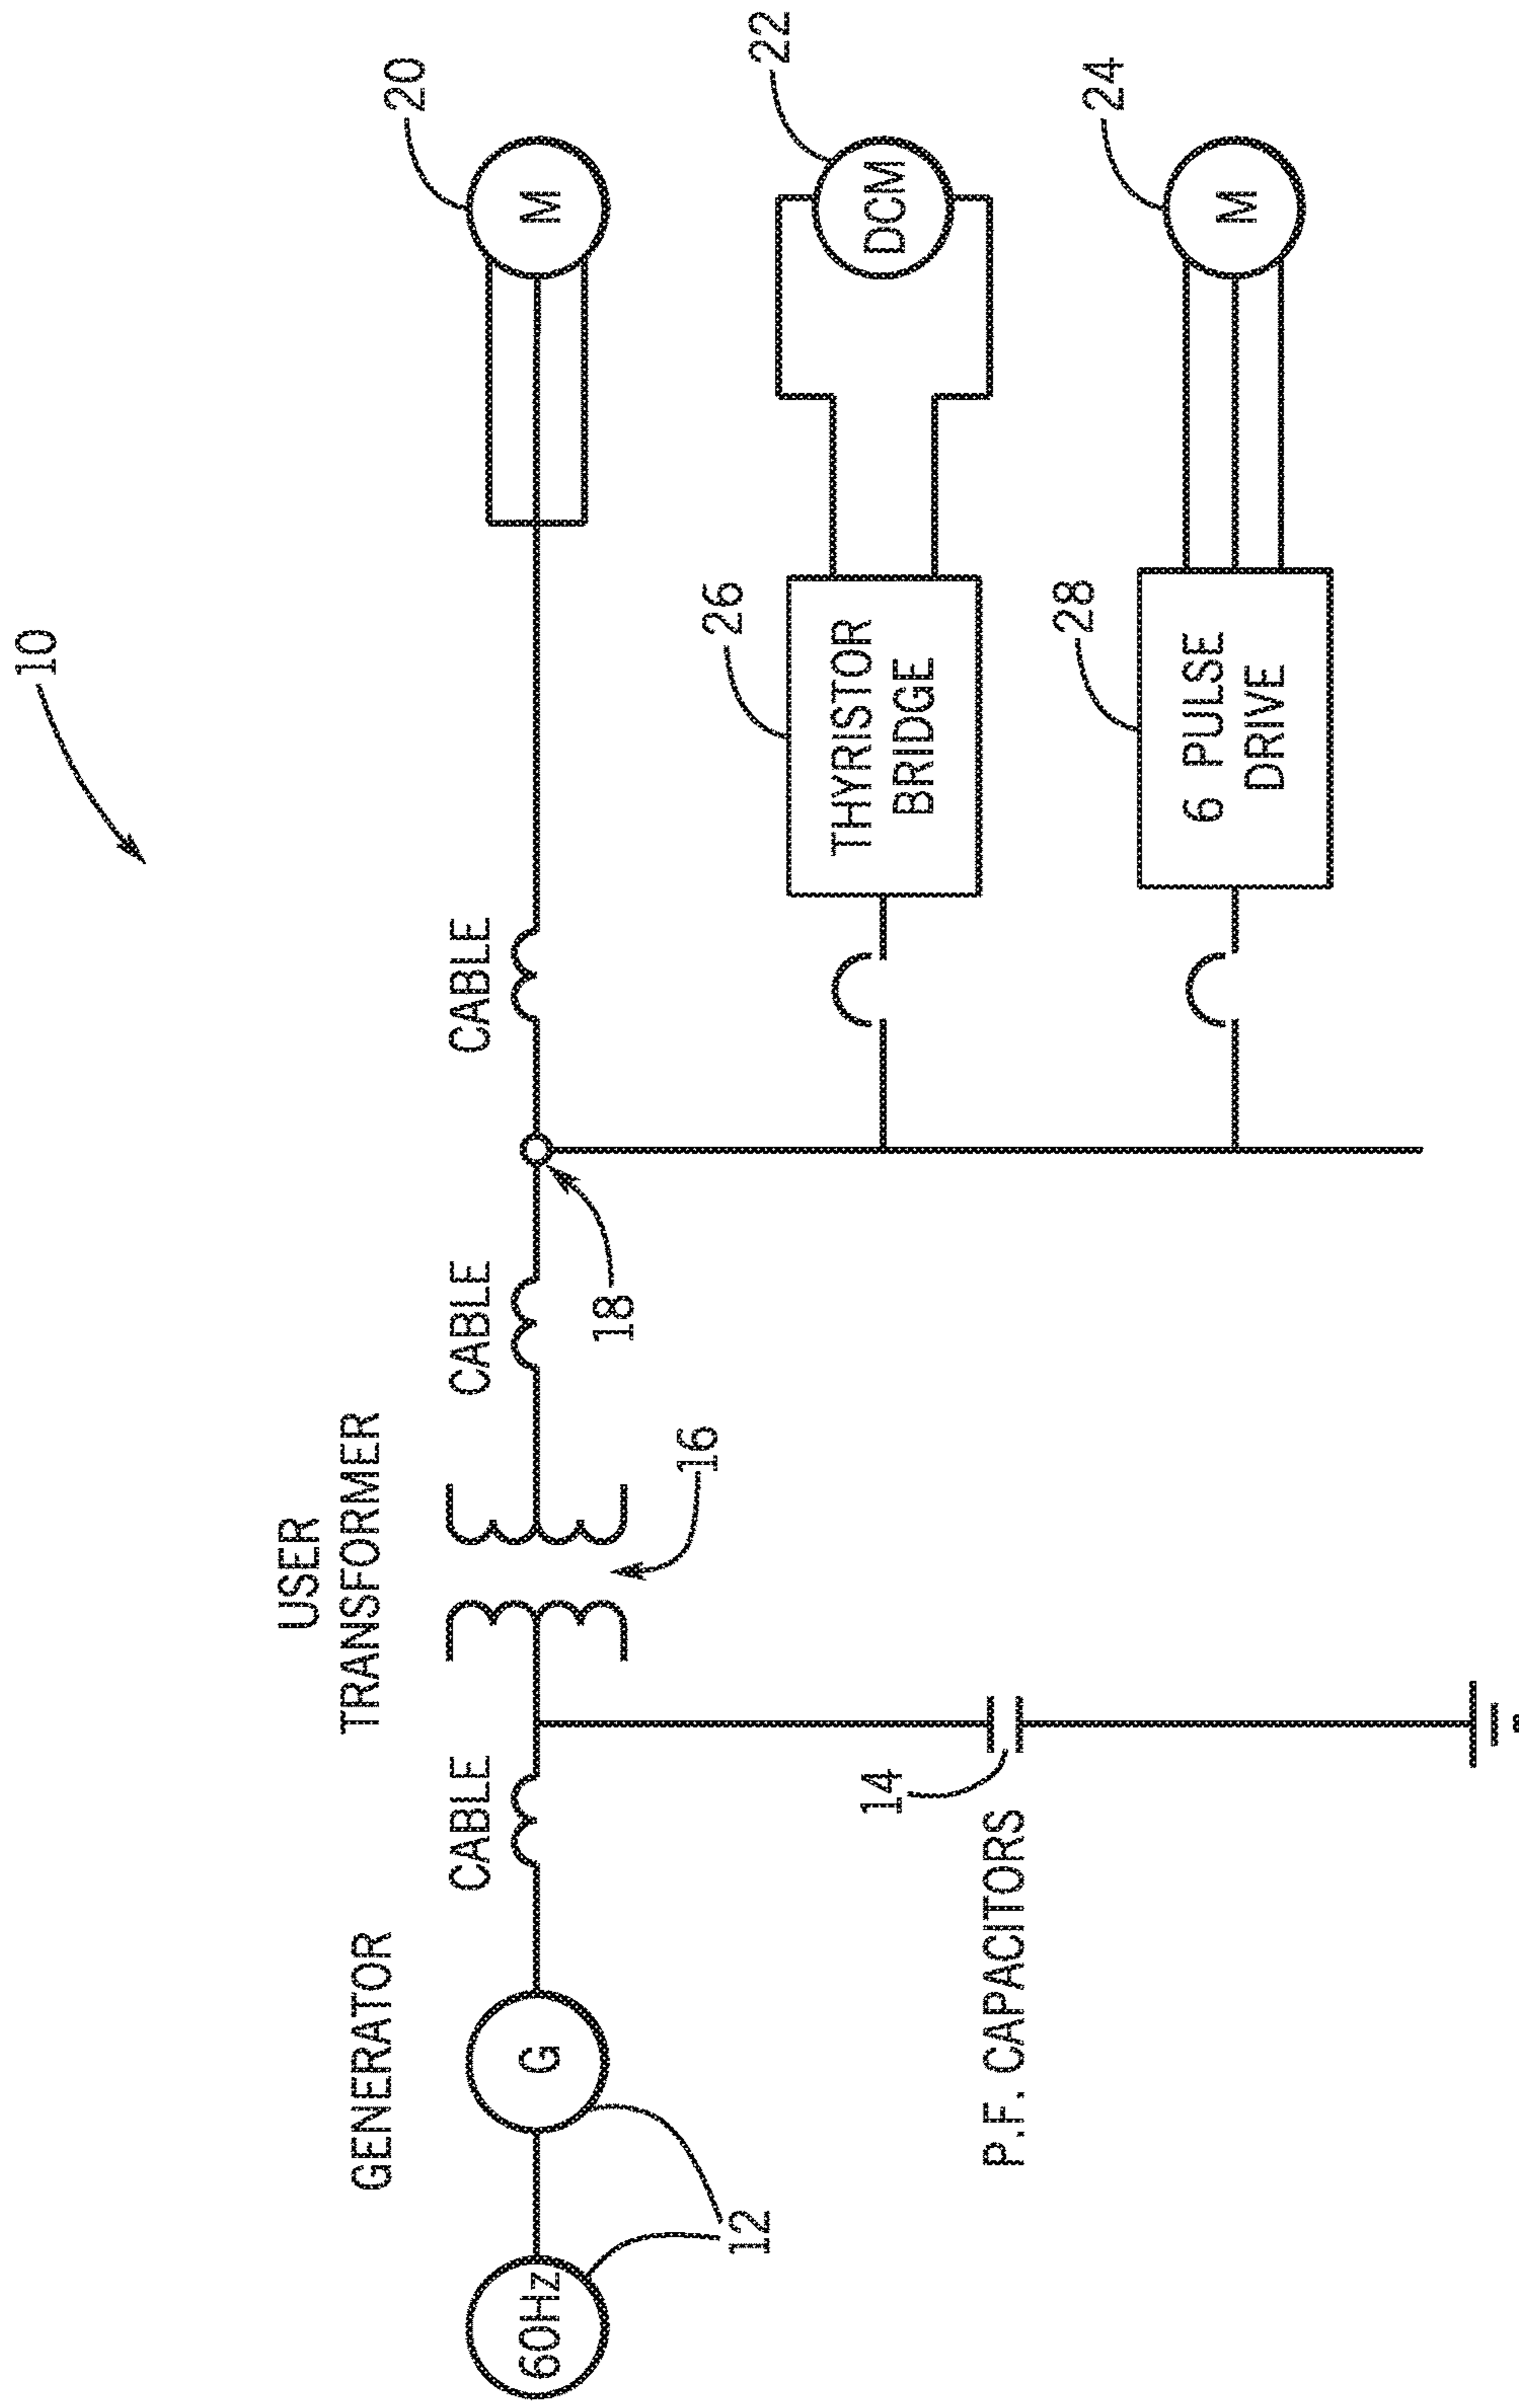 10
20
CABLE
M
22
26
THYRISTOR
BRIDGE
DCM
24
28
6 PULSE
DRIVE
M
USER
TRANSFORMER
CABLE
CABLE
18
16
GENERATOR
60Hz
G
12
14
P.F. CAPACITORS